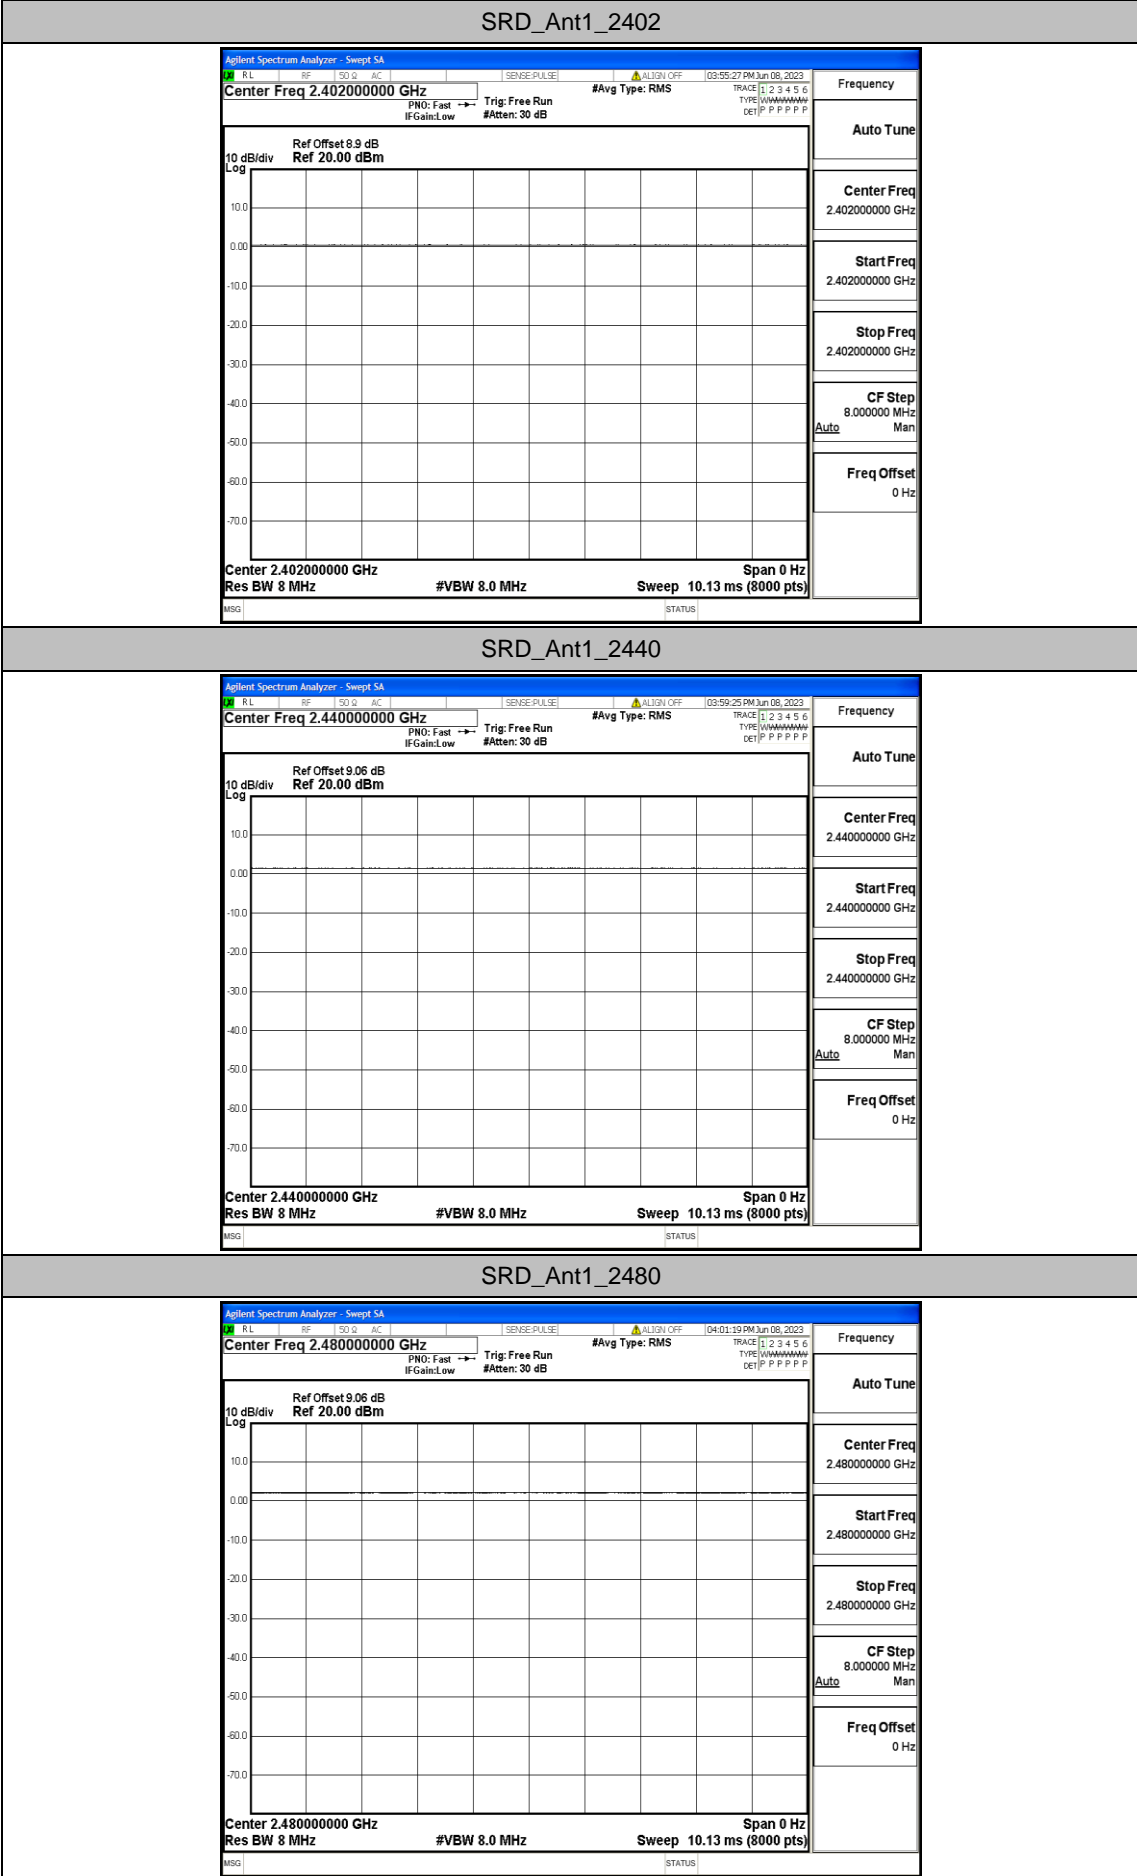 SRD_Ant1_2402
Agilent Spectrum Analyzer - Swept SA
LXI RL RF 50 Ω AC SENSE:PULSE ALIGN OFF 03:55:27 PM Jun 08, 2023
Center Freq 2.402000000 GHz
PNO: Fast
IFGain:Low
Trig: Free Run
#Atten: 30 dB
#Avg Type: RMS
TRACE 1 2 3 4 5 6
TYPE WWWWWW
DET P P P P P P
Frequency
Ref Offset 8.9 dB
10 dB/div Ref 20.00 dBm
Log
10.0
0.00
-10.0
-20.0
-30.0
-40.0
-50.0
-60.0
-70.0
Center 2.402000000 GHz Span 0 Hz
Res BW 8 MHz #VBW 8.0 MHz Sweep 10.13 ms (8000 pts)
MSG STATUS
Auto Tune
Center Freq
2.402000000 GHz
Start Freq
2.402000000 GHz
Stop Freq
2.402000000 GHz
CF Step
8.000000 MHz
Auto Man
Freq Offset
0 Hz
SRD_Ant1_2440
Agilent Spectrum Analyzer - Swept SA
LXI RL RF 50 Ω AC SENSE:PULSE ALIGN OFF 03:59:25 PM Jun 08, 2023
Center Freq 2.440000000 GHz
PNO: Fast
IFGain:Low
Trig: Free Run
#Atten: 30 dB
#Avg Type: RMS
TRACE 1 2 3 4 5 6
TYPE WWWWWW
DET P P P P P P
Frequency
Ref Offset 9.06 dB
10 dB/div Ref 20.00 dBm
Log
10.0
0.00
-10.0
-20.0
-30.0
-40.0
-50.0
-60.0
-70.0
Center 2.440000000 GHz Span 0 Hz
Res BW 8 MHz #VBW 8.0 MHz Sweep 10.13 ms (8000 pts)
MSG STATUS
Auto Tune
Center Freq
2.440000000 GHz
Start Freq
2.440000000 GHz
Stop Freq
2.440000000 GHz
CF Step
8.000000 MHz
Auto Man
Freq Offset
0 Hz
SRD_Ant1_2480
Agilent Spectrum Analyzer - Swept SA
LXI RL RF 50 Ω AC SENSE:PULSE ALIGN OFF 04:01:19 PM Jun 08, 2023
Center Freq 2.480000000 GHz
PNO: Fast
IFGain:Low
Trig: Free Run
#Atten: 30 dB
#Avg Type: RMS
TRACE 1 2 3 4 5 6
TYPE WWWWWW
DET P P P P P P
Frequency
Ref Offset 9.06 dB
10 dB/div Ref 20.00 dBm
Log
10.0
0.00
-10.0
-20.0
-30.0
-40.0
-50.0
-60.0
-70.0
Center 2.480000000 GHz Span 0 Hz
Res BW 8 MHz #VBW 8.0 MHz Sweep 10.13 ms (8000 pts)
MSG STATUS
Auto Tune
Center Freq
2.480000000 GHz
Start Freq
2.480000000 GHz
Stop Freq
2.480000000 GHz
CF Step
8.000000 MHz
Auto Man
Freq Offset
0 Hz